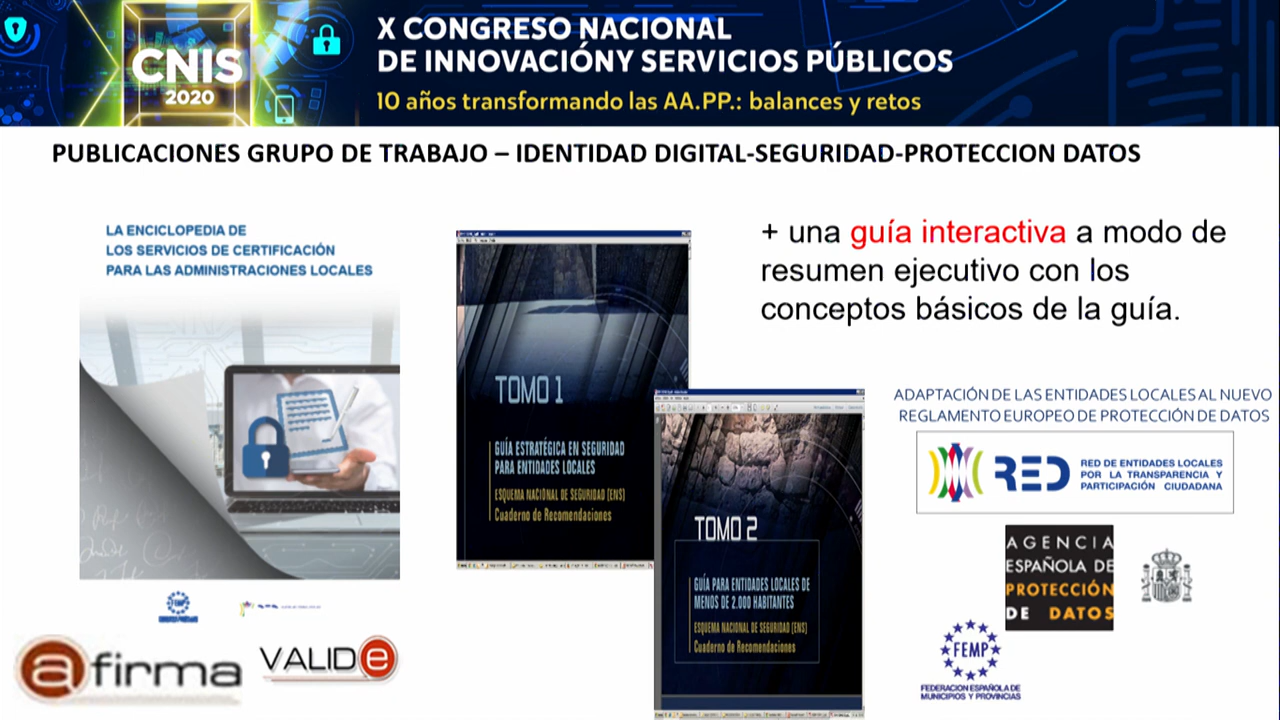 CNIS
2020
X CONGRESO NACIONAL
DE INNOVACIÓNY SERVICIOS PÚBLICOS
10 años transformando las AA.PP.: balances y retos
PUBLICACIONES GRUPO DE TRABAJO – IDENTIDAD DIGITAL-SEGURIDAD-PROTECCION DATOS
LA ENCICLOPEDIA DE
LOS SERVICIOS DE CERTIFICACIÓN
PARA LAS ADMINISTRACIONES LOCALES
FEMP
@firma
VALIDe
TOMO 1
GUÍA ESTRATÉGICA EN SEGURIDAD
PARA ENTIDADES LOCALES
ESQUEMA NACIONAL DE SEGURIDAD (ENS)
Cuaderno de Recomendaciones
TOMO 2
GUÍA PARA ENTIDADES LOCALES DE
MENOS DE 2.000 HABITANTES
ESQUEMA NACIONAL DE SEGURIDAD (ENS)
Cuaderno de Recomendaciones
+ una guía interactiva a modo de
resumen ejecutivo con los
conceptos básicos de la guía.
ADAPTACIÓN DE LAS ENTIDADES LOCALES AL NUEVO
REGLAMENTO EUROPEO DE PROTECCIÓN DE DATOS
RED
RED DE ENTIDADES LOCALES
POR LA TRANSPARENCIA Y
PARTICIPACIÓN CIUDADANA
AGENCIA
ESPAÑOLA DE
PROTECCIÓN
DE DATOS
FEMP
FEDERACION ESPAÑOLA DE
MUNICIPIOS Y PROVINCIAS